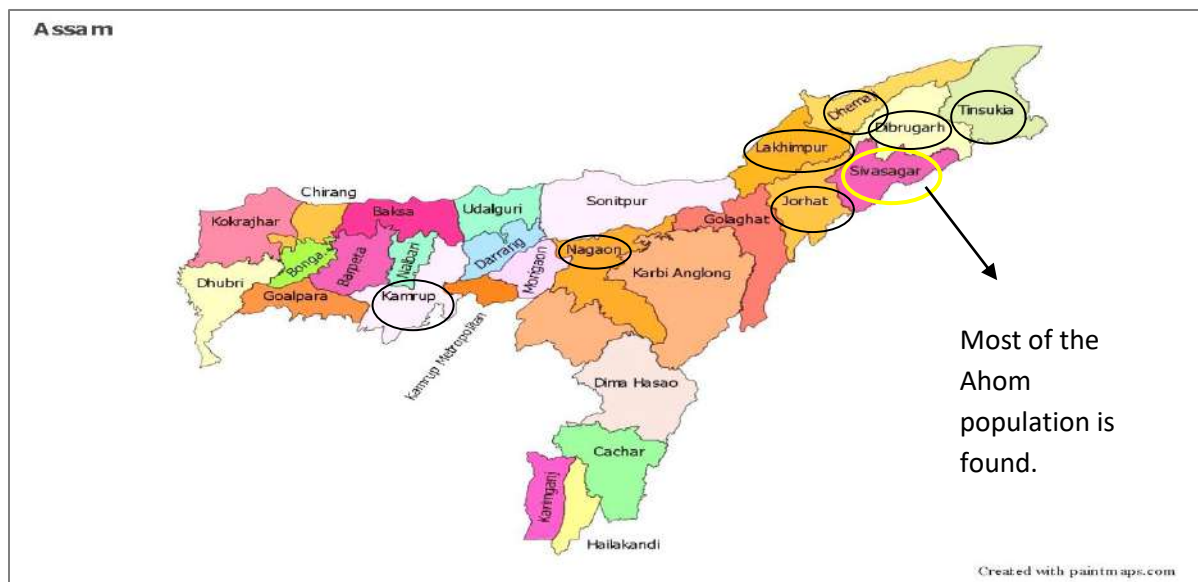 Assam
Dhemaji
Tinsukia
Dibrugarh
Lakhimpur
Sivasagar
Chirang
Jorhat
Kokrajhar
Baksa
Udalguri
Sonitpur
Golaghat
Bonga.
Barpeta
Nalbari
Darrang
Morigaon
Nagaon
Karbi Anglong
Dhubri
Goalpara
Kamrup
Kamrup Metropolitan
Most of the
Ahom
population is
found.
Dima Hasao
Cachar
Karimganj
Hailakandi
Created with paintmaps.com